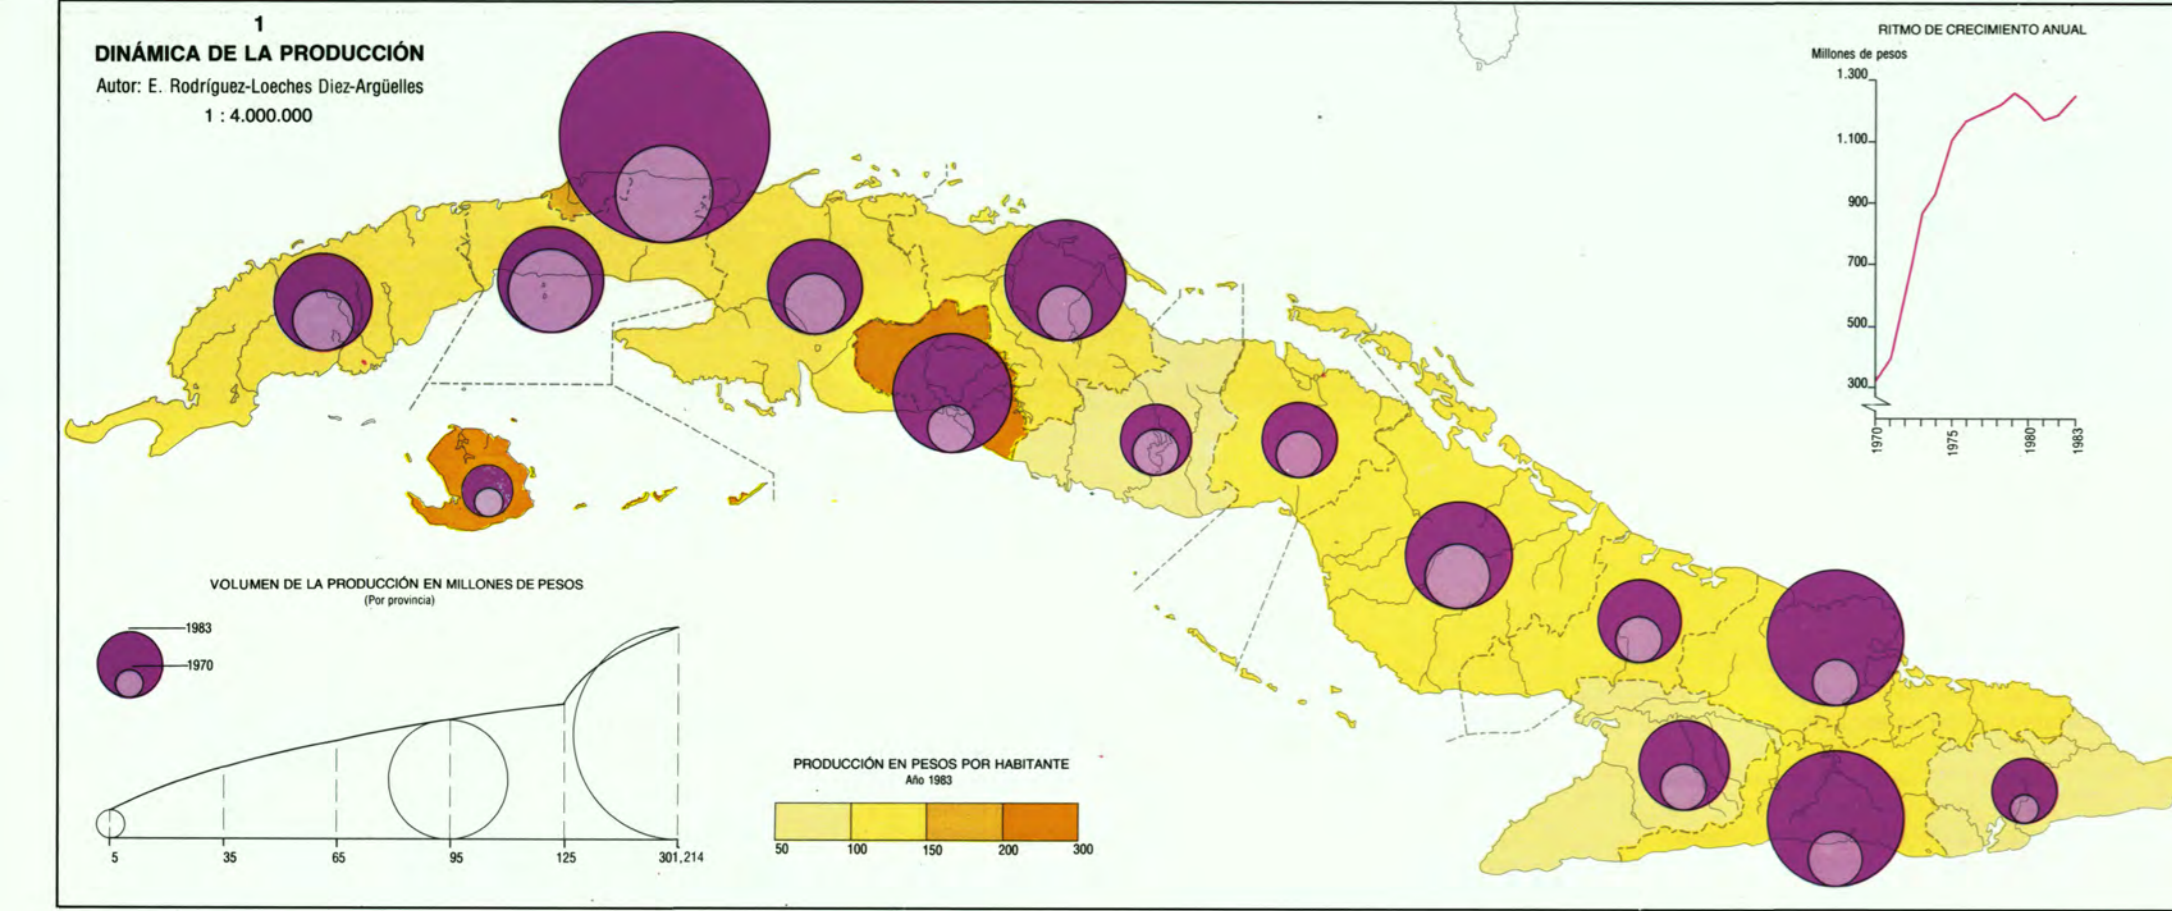 1
DINÁMICA DE LA PRODUCCIÓN
Autor: E. Rodríguez-Loeches Diez-Argüelles
1 : 4.000.000
RITMO DE CRECIMIENTO ANUAL
Millones de pesos
1.300
1.100
900
700
500
300
1970
1975
1980
1983
VOLUMEN DE LA PRODUCCIÓN EN MILLONES DE PESOS
(Por provincia)
1983
1970
5 35 65 95 125 301,214
PRODUCCIÓN EN PESOS POR HABITANTE
Año 1983
50 100 150 200 300